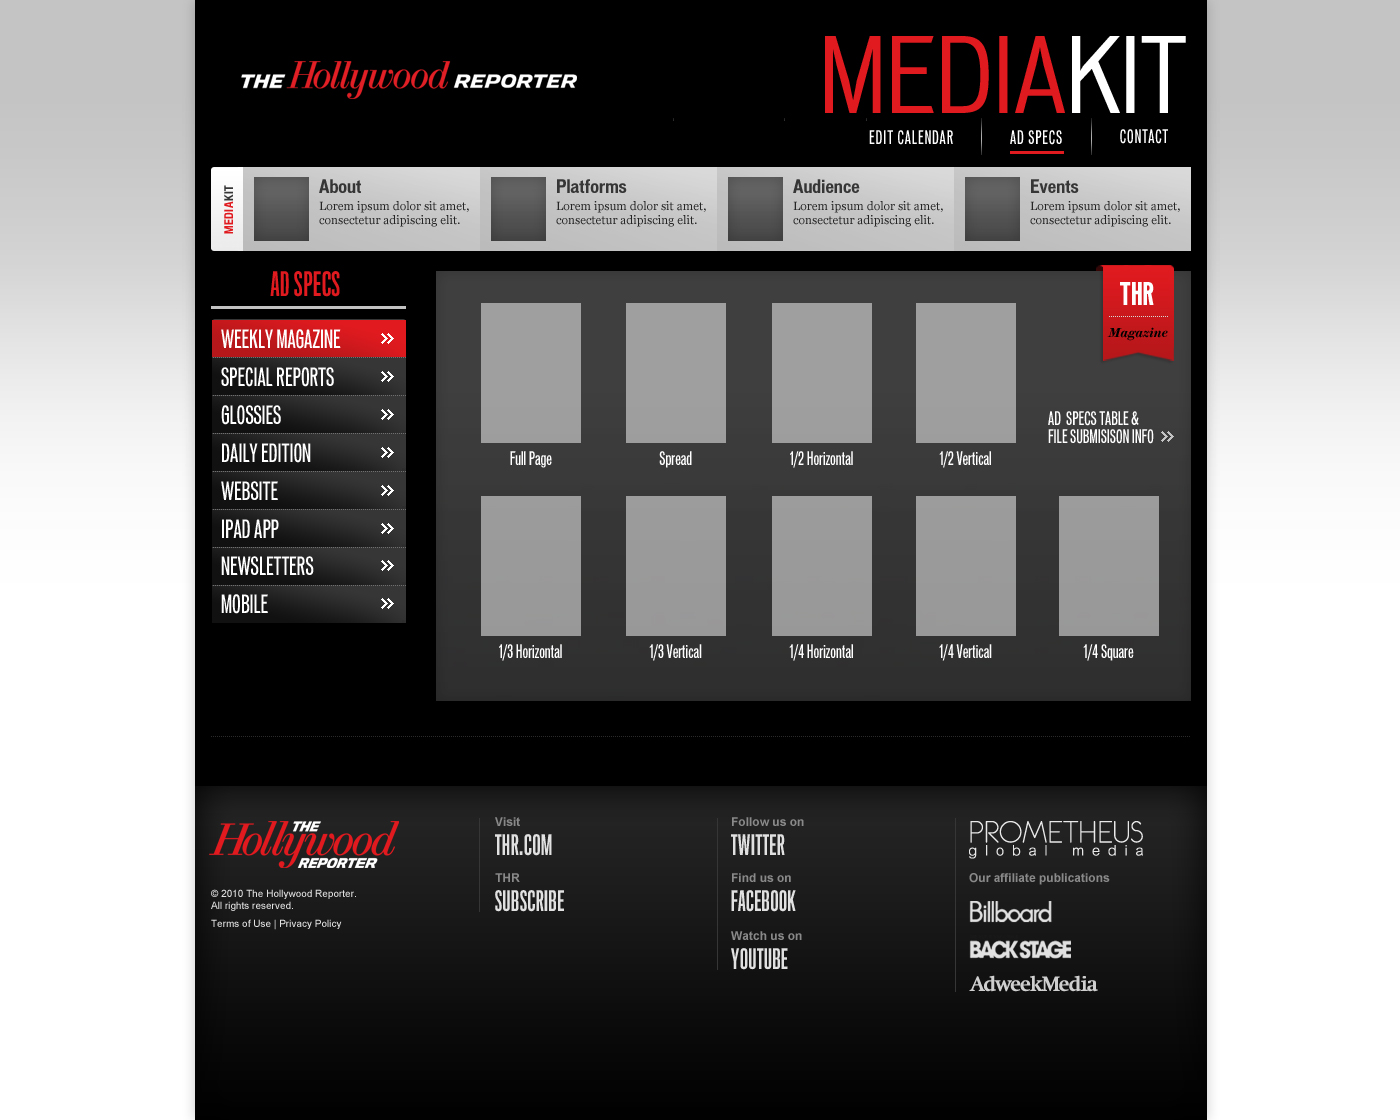 THE Hollywood REPORTER
MEDIAKIT
EDIT CALENDAR
AD SPECS
CONTACT
MEDIAKIT
About
Lorem ipsum dolor sit amet,
consectetur adipiscing elit.
Platforms
Lorem ipsum dolor sit amet,
consectetur adipiscing elit.
Audience
Lorem ipsum dolor sit amet,
consectetur adipiscing elit.
Events
Lorem ipsum dolor sit amet,
consectetur adipiscing elit.
AD SPECS
WEEKLY MAGAZINE
SPECIAL REPORTS
GLOSSIES
DAILY EDITION
WEBSITE
IPAD APP
NEWSLETTERS
MOBILE
THR
Magazine
Full Page
Spread
1/2 Horizontal
1/2 Vertical
AD SPECS TABLE &
FILE SUBMISISON INFO
1/3 Horizontal
1/3 Vertical
1/4 Horizontal
1/4 Vertical
1/4 Square
THE
Hollywood
REPORTER
© 2010 The Hollywood Reporter.
All rights reserved.
Terms of Use | Privacy Policy
Visit
THR.COM
THR
SUBSCRIBE
Follow us on
TWITTER
Find us on
FACEBOOK
Watch us on
YOUTUBE
PROMETHEUS
global media
Our affiliate publications
Billboard
BACK STAGE
AdweekMedia